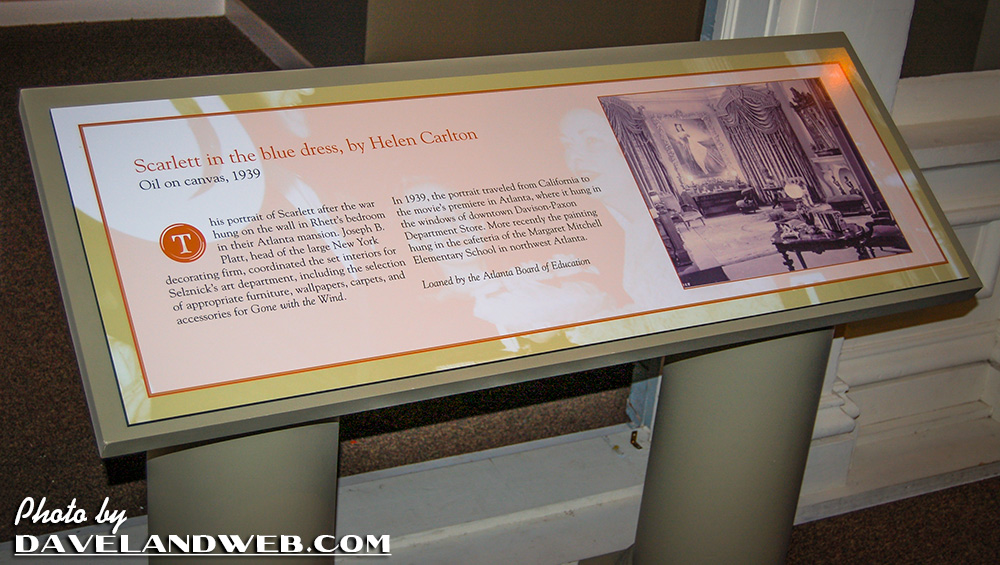 Scarlett in the blue dress, by Helen Carlton
Oil on canvas, 1939
This portrait of Scarlett after the war
hung on the wall in Rhett's bedroom
in their Atlanta mansion. Joseph B.
Platt, head of the large New York
decorating firm, coordinated the set interiors for
Selznick's art department, including the selection
of appropriate furniture, wallpapers, carpets, and
accessories for Gone with the Wind.
In 1939, the portrait traveled from California to
the movie's premiere in Atlanta, where it hung in
the windows of downtown Davison-Paxon
Department Store. More recently the painting
hung in the cafeteria of the Margaret Mitchell
Elementary School in northwest Atlanta.
Loaned by the Atlanta Board of Education
Photo by
DAVELANDWEB.COM